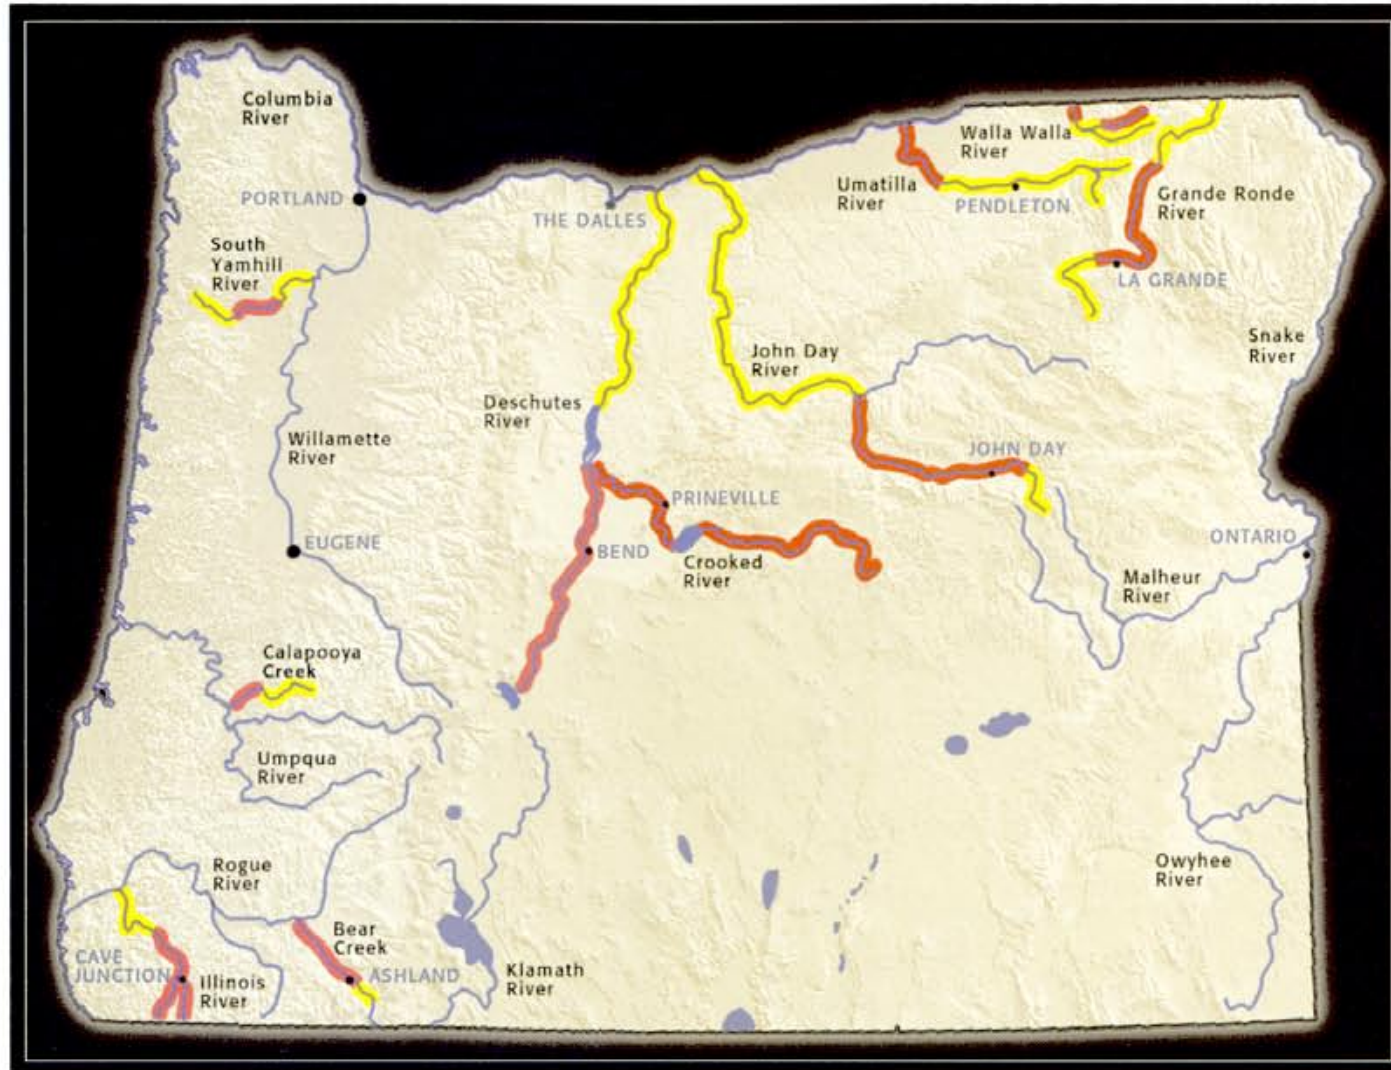 Columbia
River
PORTLAND
South
Yamhill
River
THE DALLES
Walla Walla
River
Umatilla
River
PENDLETON
Grande Ronde
River
LA GRANDE
Snake
River
John Day
River
Deschutes
River
Willamette
River
JOHN DAY
PRINEVILLE
EUGENE
BEND
Crooked
River
ONTARIO
Malheur
River
Calapooya
Creek
Umpqua
River
Rogue
River
Owyhee
River
Bear
Creek
CAVE
JUNCTION
Illinois
River
ASHLAND
Klamath
River